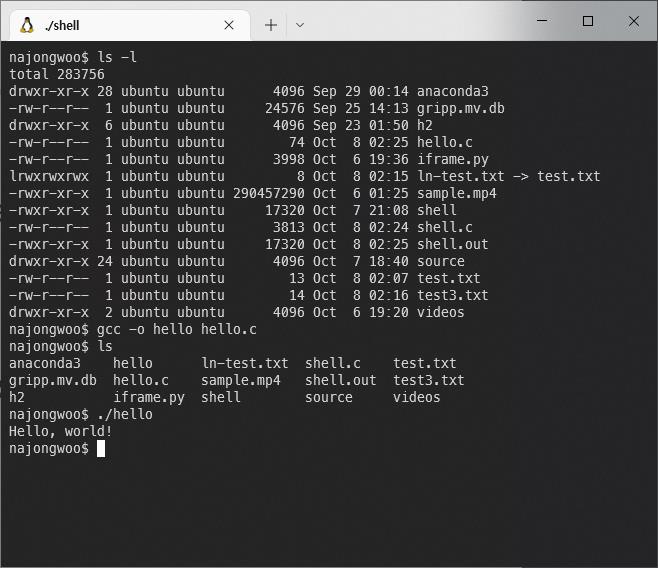 ./shell
najongwoo$ ls -l
total 283756
drwxr-xr-x 28 ubuntu ubuntu      4096 Sep 29 00:14 anaconda3
-rw-r--r--  1 ubuntu ubuntu     24576 Sep 25 14:13 gripp.mv.db
drwxr-xr-x  6 ubuntu ubuntu      4096 Sep 23 01:50 h2
-rw-r--r--  1 ubuntu ubuntu        74 Oct  8 02:25 hello.c
-rw-r--r--  1 ubuntu ubuntu      3998 Oct  6 19:36 iframe.py
lrwxrwxrwx  1 ubuntu ubuntu         8 Oct  8 02:15 ln-test.txt -> test.txt
-rwxr-xr-x  1 ubuntu ubuntu 290457290 Oct  6 01:25 sample.mp4
-rwxr-xr-x  1 ubuntu ubuntu     17320 Oct  7 21:08 shell
-rw-r--r--  1 ubuntu ubuntu      3813 Oct  8 02:24 shell.c
-rwxr-xr-x  1 ubuntu ubuntu     17320 Oct  8 02:25 shell.out
drwxr-xr-x 24 ubuntu ubuntu      4096 Oct  7 18:40 source
-rw-r--r--  1 ubuntu ubuntu        13 Oct  8 02:07 test.txt
-rw-r--r--  1 ubuntu ubuntu        14 Oct  8 02:16 test3.txt
drwxr-xr-x  2 ubuntu ubuntu      4096 Oct  6 19:20 videos
najongwoo$ gcc -o hello hello.c
najongwoo$ ls
anaconda3    hello      ln-test.txt  shell.c    test.txt
gripp.mv.db  hello.c    sample.mp4   shell.out  test3.txt
h2           iframe.py  shell        source     videos
najongwoo$ ./hello
Hello, world!
najongwoo$